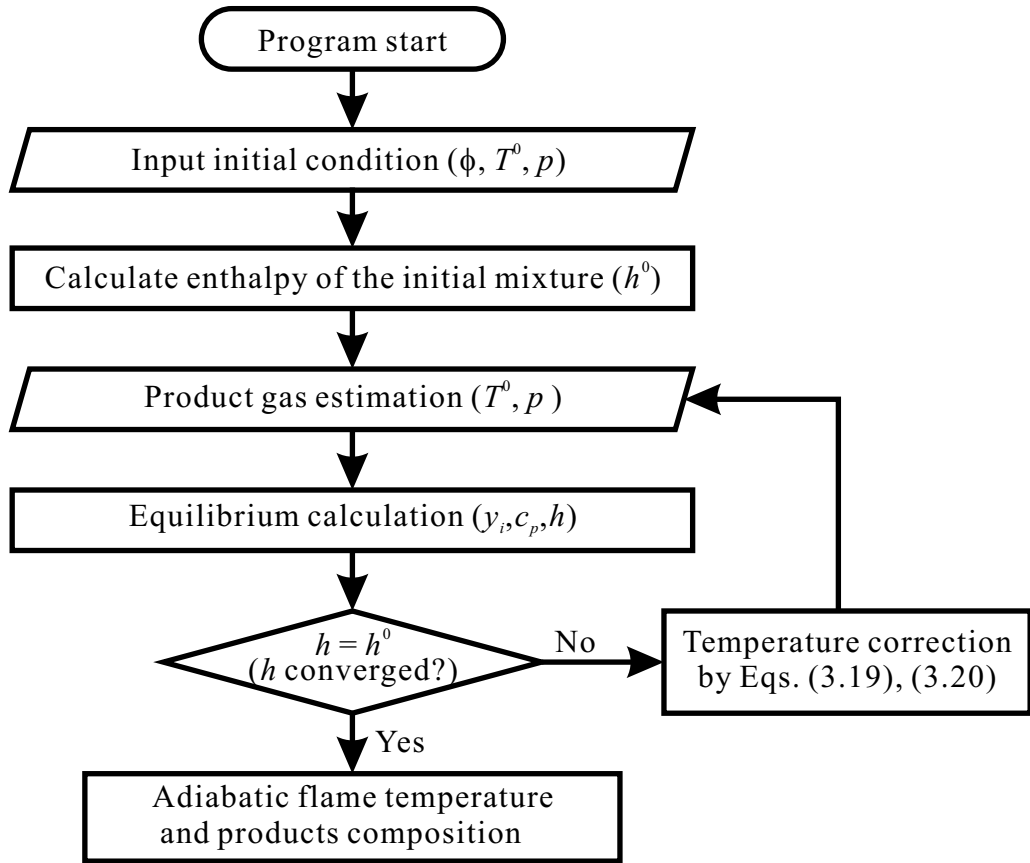 Program start
Input initial condition (ϕ, T⁰, p)
Calculate enthalpy of the initial mixture (h⁰)
Product gas estimation (T⁰, p )
Equilibrium calculation (yᵢ,cₚ,h)
h = h⁰
(h converged?)
No
Temperature correction
by Eqs. (3.19), (3.20)
Yes
Adiabatic flame temperature
and products composition